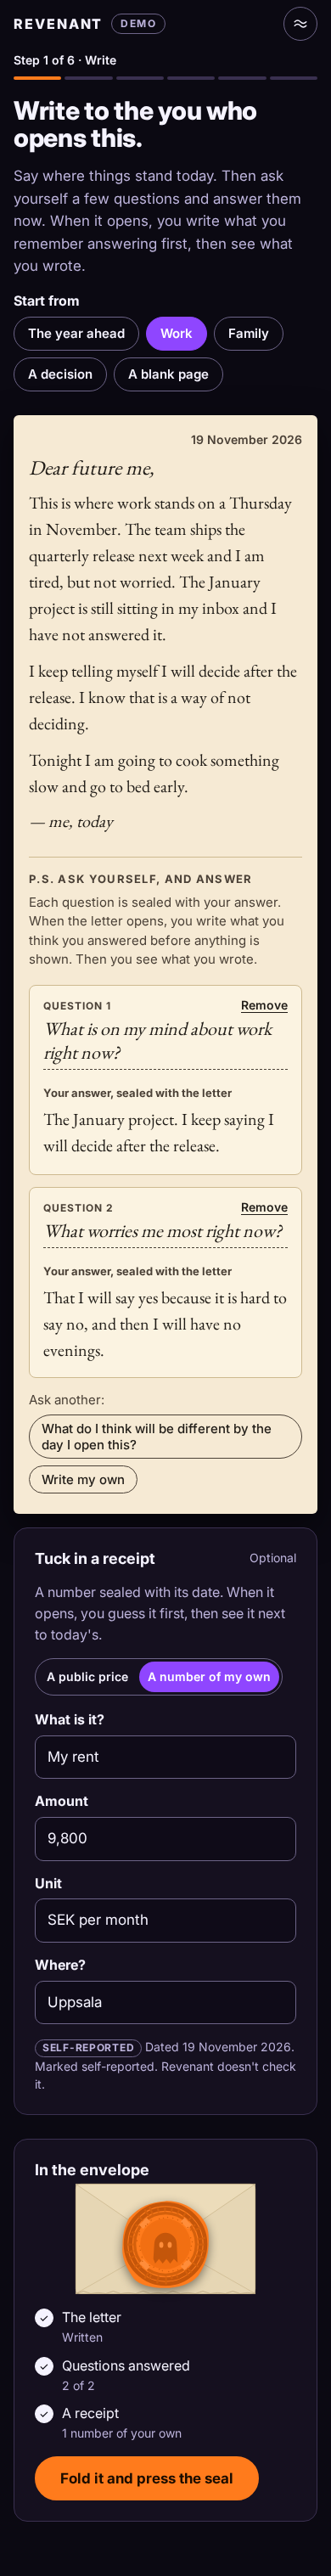 REVENANT DEMO
Step 1 of 6 · Write
Write to the you who
opens this.
Say where things stand today. Then ask
yourself a few questions and answer them
now. When it opens, you write what you
remember answering first, then see what
you wrote.
Start from
The year ahead Work Family
A decision A blank page
19 November 2026
Dear future me,
This is where work stands on a Thursday
in November. The team ships the
quarterly release next week and I am
tired, but not worried. The January
project is still sitting in my inbox and I
have not answered it.
I keep telling myself I will decide after the
release. I know that is a way of not
deciding.
Tonight I am going to cook something
slow and go to bed early.
— me, today
P.S. ASK YOURSELF, AND ANSWER
Each question is sealed with your answer.
When the letter opens, you write what you
think you answered before anything is
shown. Then you see what you wrote.
QUESTION 1 Remove
What is on my mind about work
right now?
Your answer, sealed with the letter
The January project. I keep saying I
will decide after the release.
QUESTION 2 Remove
What worries me most right now?
Your answer, sealed with the letter
That I will say yes because it is hard to
say no, and then I will have no
evenings.
Ask another:
What do I think will be different by the
day I open this?
Write my own
Tuck in a receipt Optional
A number sealed with its date. When it
opens, you guess it first, then see it next
to today's.
A public price A number of my own
What is it?
My rent
Amount
9,800
Unit
SEK per month
Where?
Uppsala
SELF-REPORTED Dated 19 November 2026.
Marked self-reported. Revenant doesn't check
it.
In the envelope
The letter
Written
Questions answered
2 of 2
A receipt
1 number of your own
Fold it and press the seal